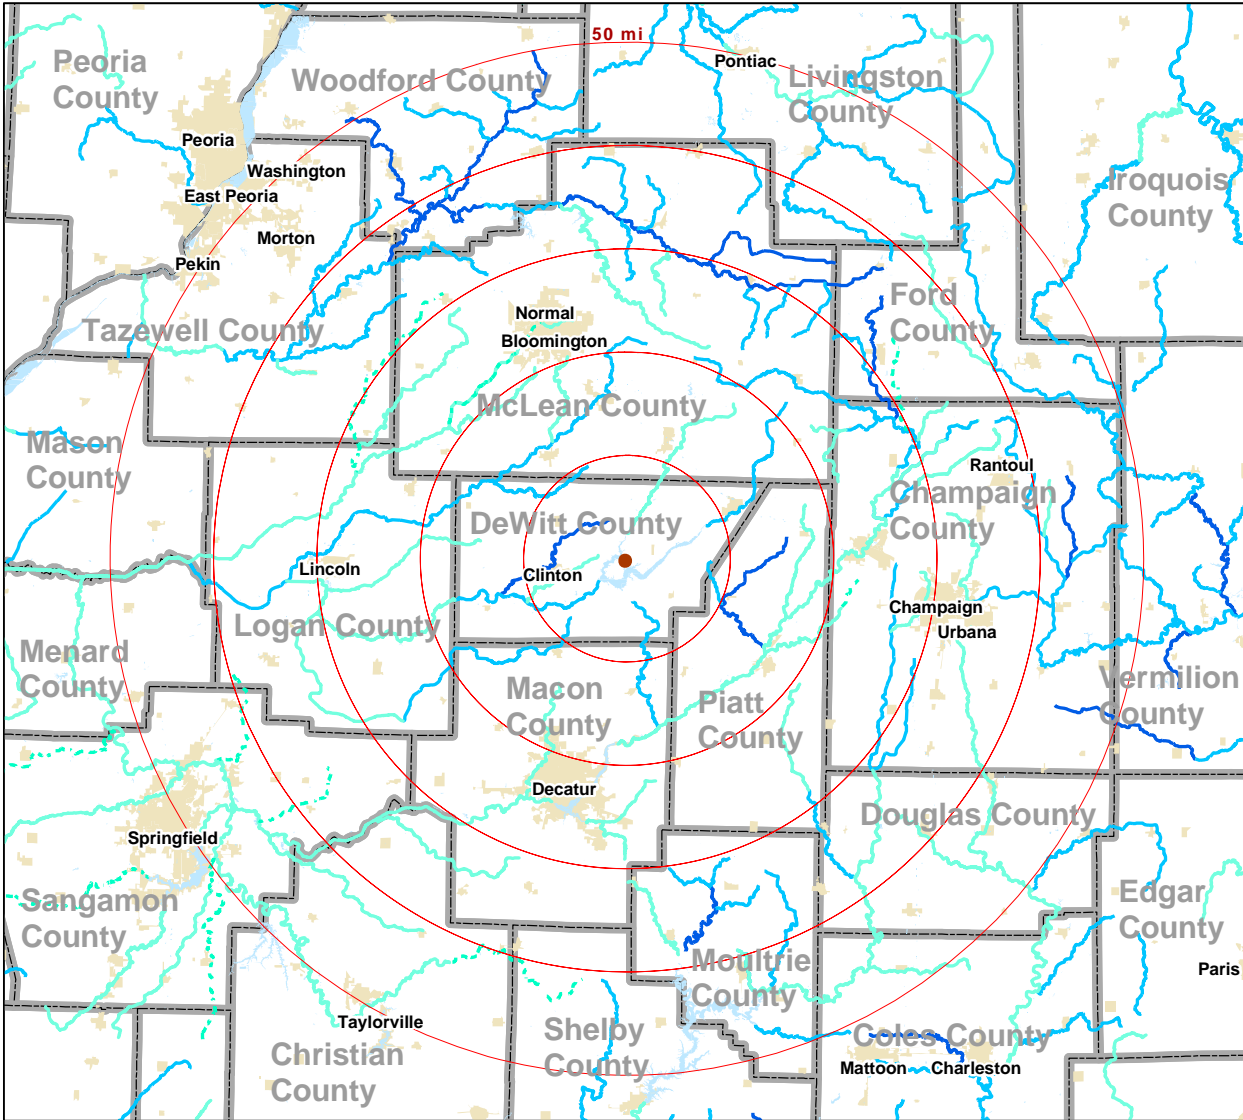 50 mi
Pontiac
Peoria
County
Woodford County
Livingston
County
Peoria
Washington
East Peoria
Iroquois
County
Morton
Pekin
Tazewell County
Ford
County
Normal
Bloomington
McLean County
Mason
County
Rantoul
Champaign
County
DeWitt County
Lincoln
Clinton
Champaign
Urbana
Logan County
Menard
County
Vermilion
County
Macon
County
Piatt
County
Decatur
Douglas County
Springfield
Sangamon
County
Edgar
County
Moultrie
County
Paris
Taylorville
Shelby
County
Coles County
Christian
County
Mattoon
Charleston